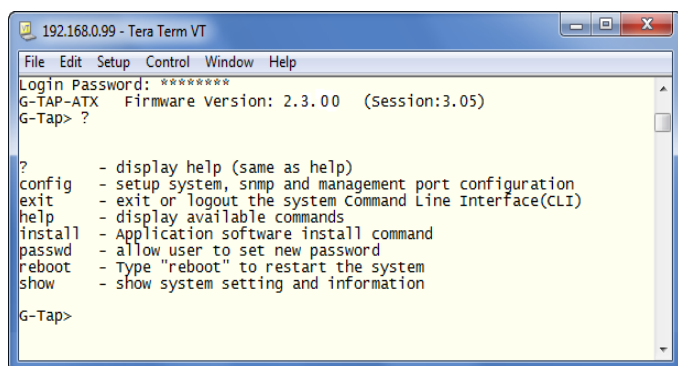 192.168.0.99 - Tera Term VT
File Edit Setup Control Window Help
Login Password: ********
G-TAP-ATX Firmware Version: 2.3.00 (Session:3.05)
G-Tap> ?
? - display help (same as help)
config - setup system, snmp and management port configuration
exit - exit or logout the system Command Line Interface(CLI)
help - display available commands
install - Application software install command
passwd - allow user to set new password
reboot - Type "reboot" to restart the system
show - show system setting and information
G-Tap>